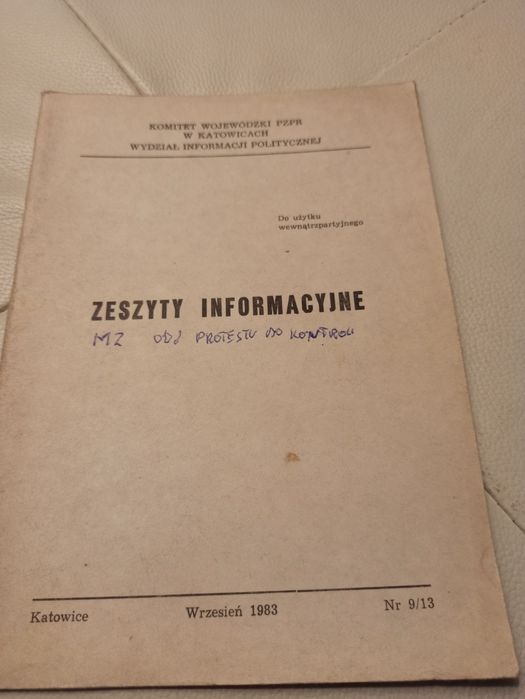 KOMITET WOJEWÓDZKI PZPR
W KATOWICACH
WYDZIAŁ INFORMACJI POLITYCZNEJ
Do użytku
wewnątrzpartyjnego
ZESZYTY INFORMACYJNE
OD PROTESTU DO KONTROLI
Katowice Wrzesień 1983 Nr 9/13